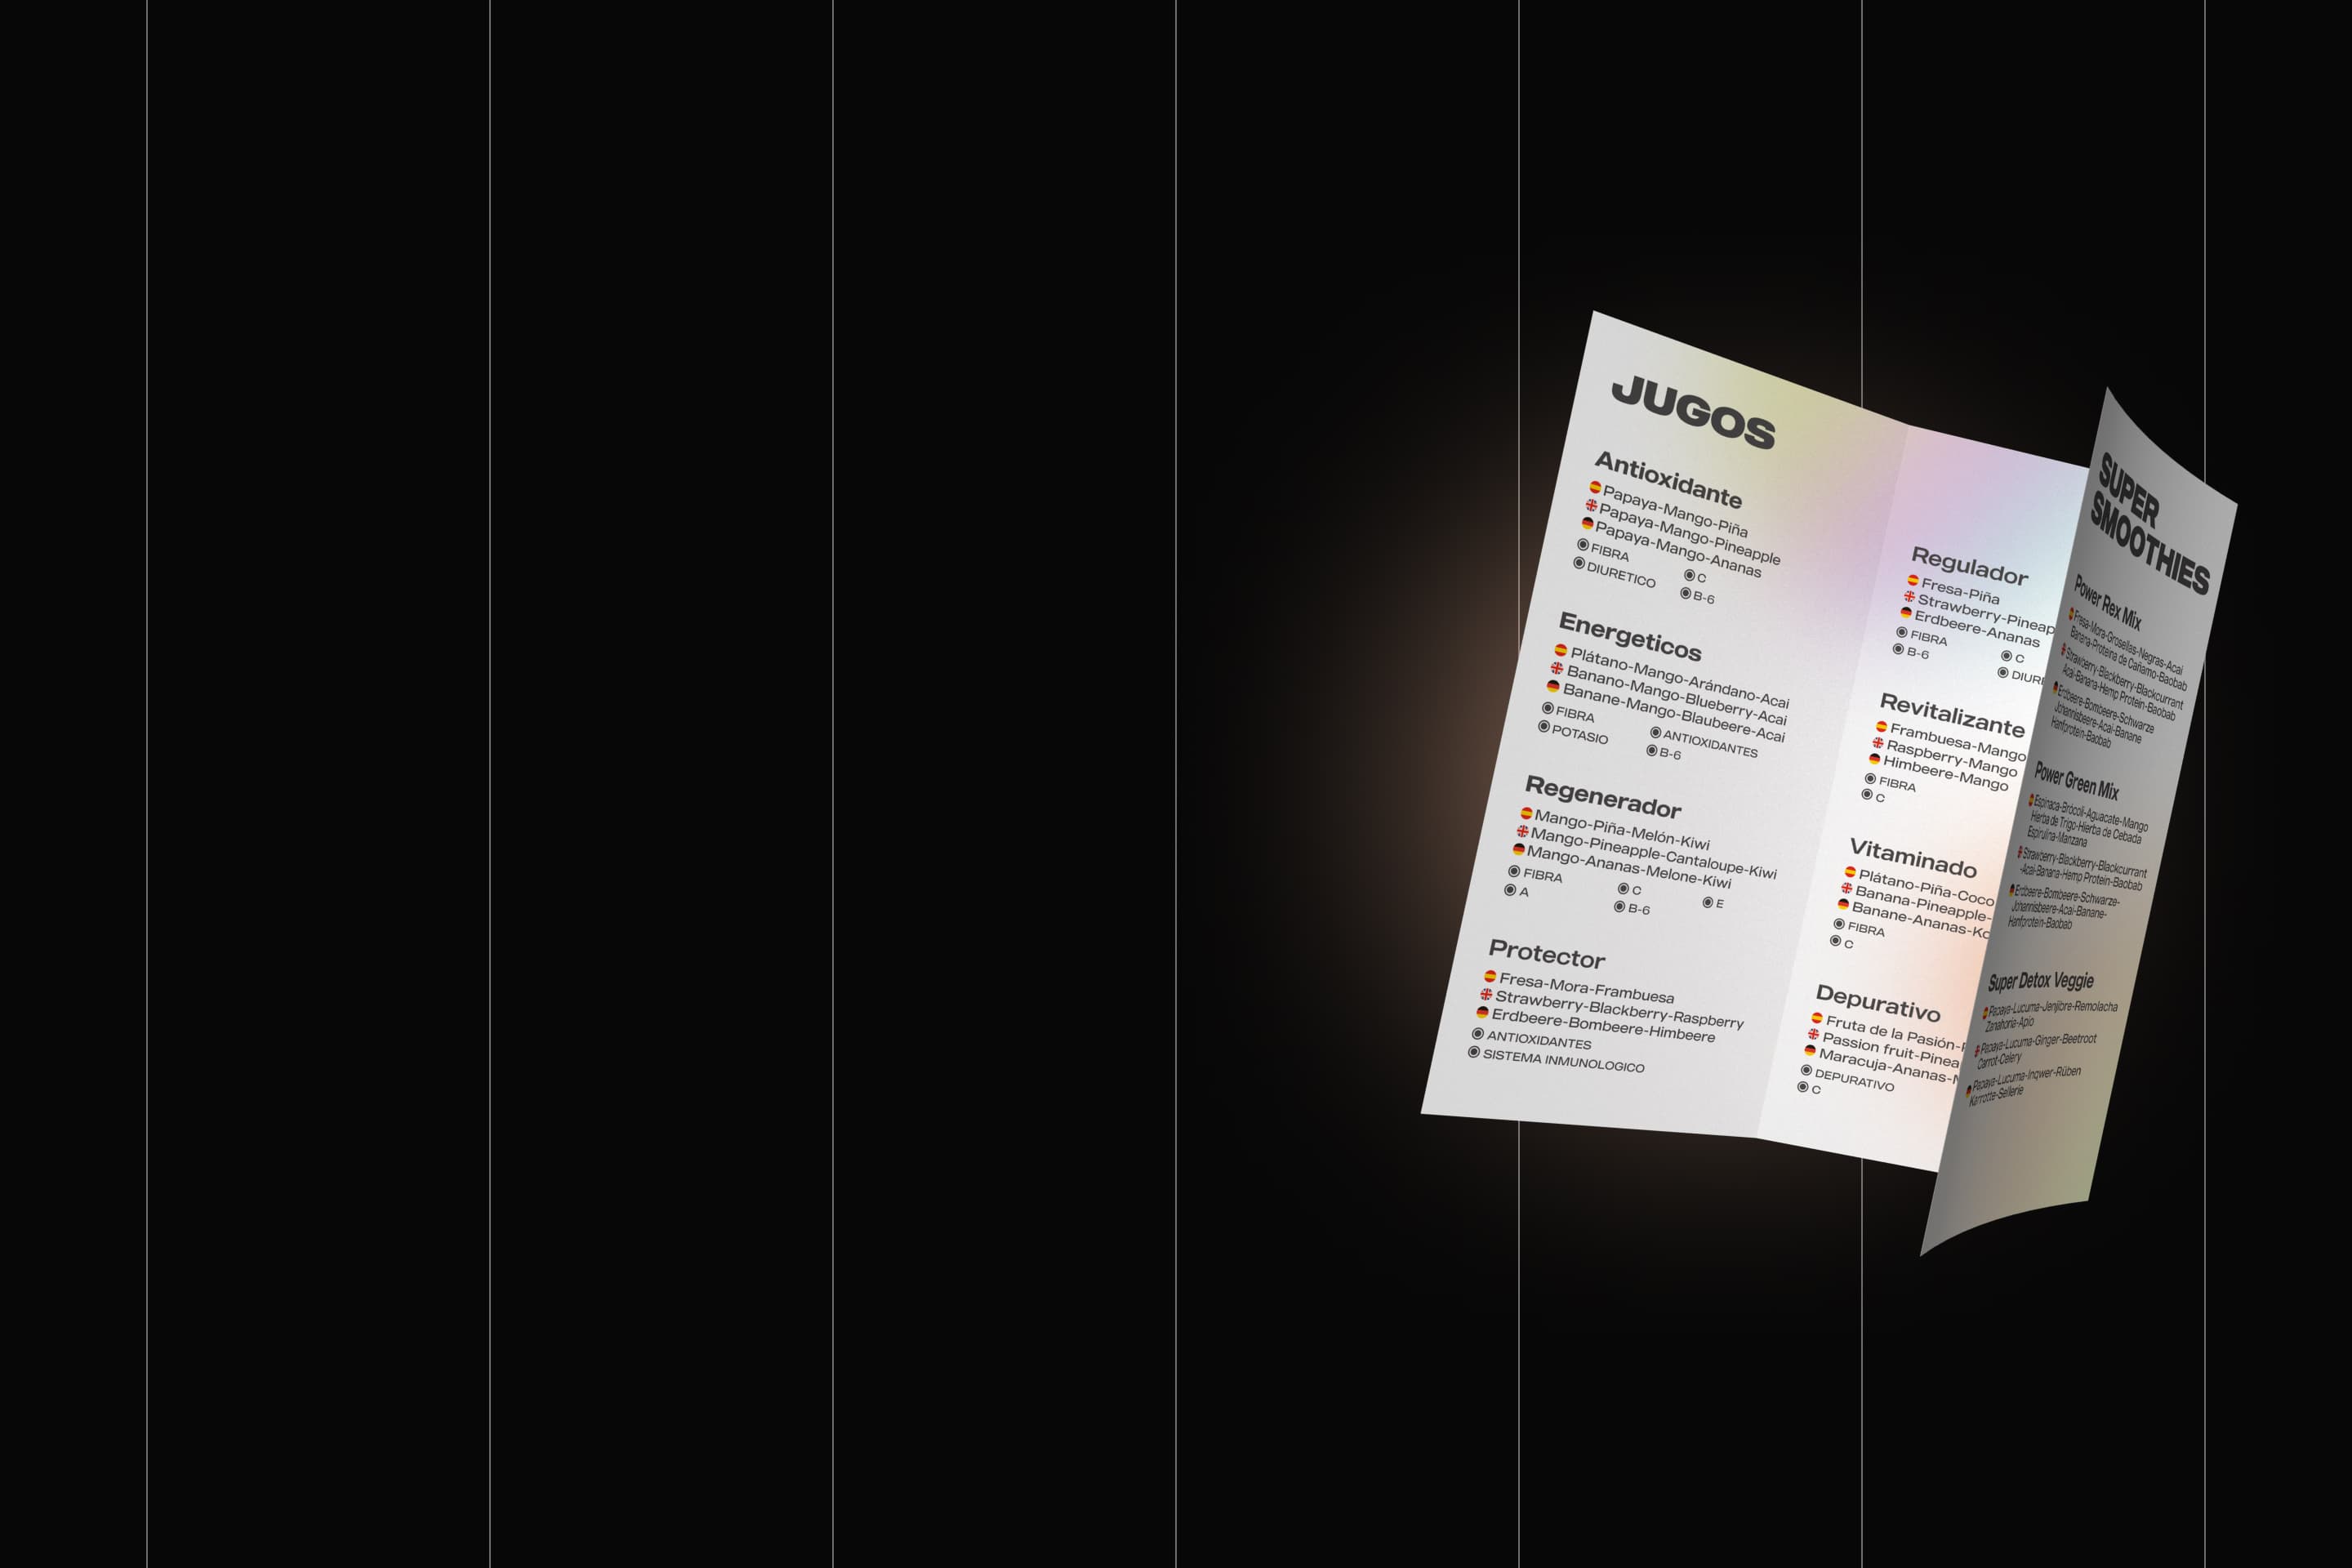 JUGOS
Antioxidante
Papaya-Mango-Piña
Papaya-Mango-Pineapple
Papaya-Mango-Ananas
FIBRA
DIURETICO
C
B-6
Energeticos
Plátano-Mango-Arándano-Acai
Banano-Mango-Blueberry-Acai
Banane-Mango-Blaubeere-Acai
FIBRA
POTASIO
ANTIOXIDANTES
B-6
Regenerador
Mango-Piña-Melón-Kiwi
Mango-Pineapple-Cantaloupe-Kiwi
Mango-Ananas-Melone-Kiwi
FIBRA
A
C
B-6
E
Protector
Fresa-Mora-Frambuesa
Strawberry-Blackberry-Raspberry
Erdbeere-Bombeere-Himbeere
ANTIOXIDANTES
SISTEMA INMUNOLOGICO
Regulador
Fresa-Piña
Strawberry-Pineap
Erdbeere-Ananas
FIBRA
B-6
C
DIUR
Revitalizante
Frambuesa-Mango
Raspberry-Mango
Himbeere-Mango
FIBRA
C
Vitaminado
Plátano-Piña-Coco
Banana-Pineapple-
Banane-Ananas-Ko
FIBRA
C
Depurativo
Fruta de la Pasión-
Passion fruit-Pinea
Maracuja-Ananas-
DEPURATIVO
C
SUPER
SMOOTHIES
Power Rex Mix
Fresa-Mora-Grosellas-Negras-Acai
Banana-Proteina de Cañamo-Baobab
Strawberry-Blackberry-Blackcurrant
Acai-Banana-Hemp Protein-Baobab
Erdbeere-Bombeere-Schwarze
Johannisbeere-Acai-Banane
Hanfprotein-Baobab
Power Green Mix
Espinaca-Brócoli-Aguacate-Mango
Hierba de Trigo-Hierba de Cebada
Espirulina-Manzana
Strawberry-Blackberry-Blackcurrant
-Acai-Banana-Hemp Protein-Baobab
Erdbeere-Bombeere-Schwarze-
Johannisbeere-Acai-Banane-
Hanfprotein-Baobab
Super Detox Veggie
Papaya-Lucuma-Jenjibre-Remolacha
Zanahoria-Apio
Papaya-Lucuma-Ginger-Beetroot
Carrot-Celery
Papaya-Lucuma-Ingwer-Rüben
Karrotte-Sellerie